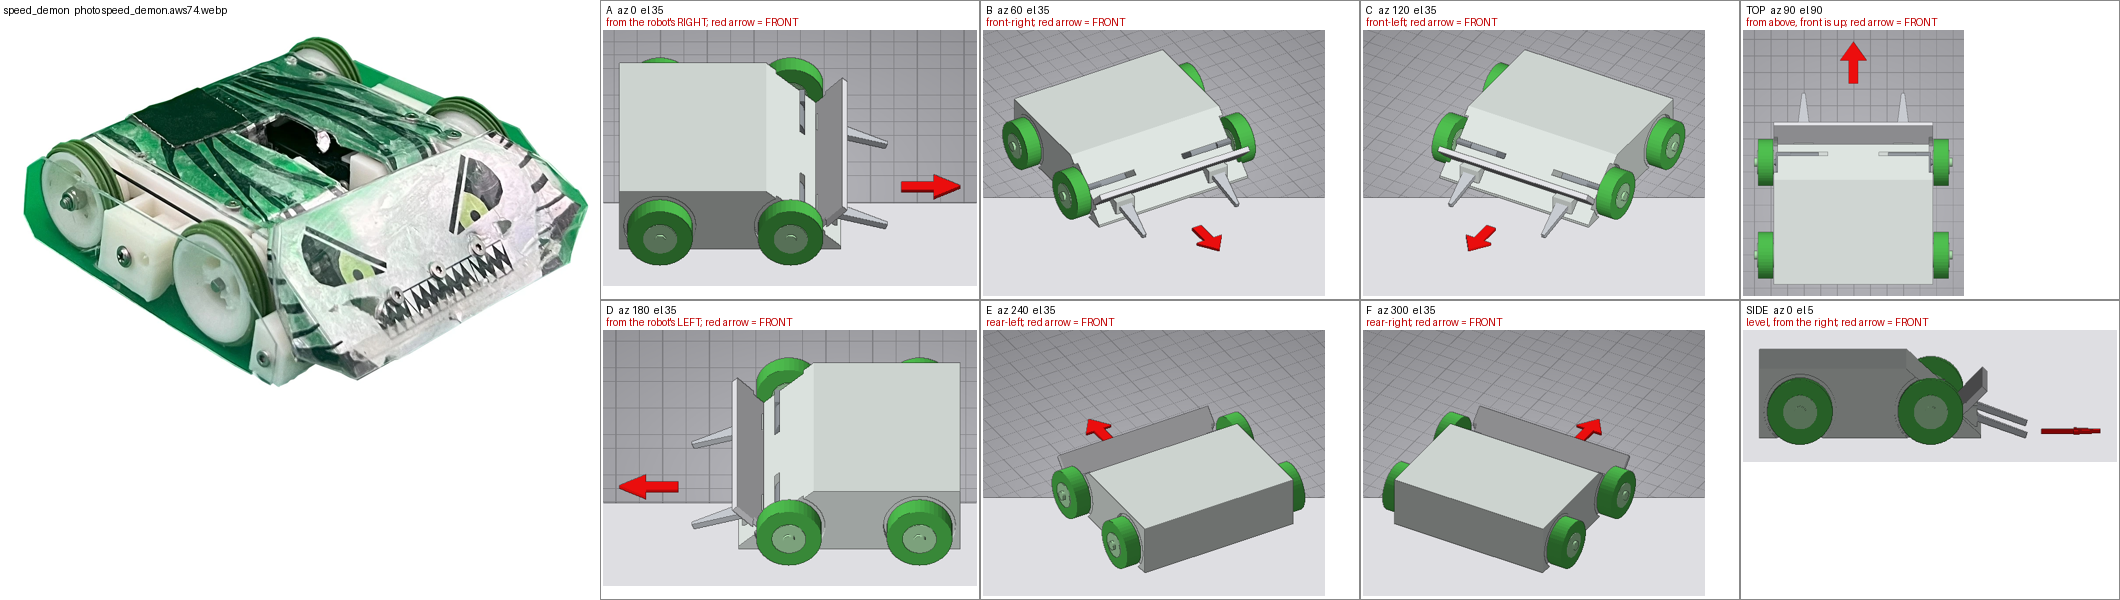 speed_demon photo speed_demon.aws74.webp
A az 0 el 35
from the robot's RIGHT; red arrow = FRONT
B az 60 el 35
front-right; red arrow = FRONT
C az 120 el 35
front-left; red arrow = FRONT
TOP az 90 el 90
from above, front is up; red arrow = FRONT
D az 180 el 35
from the robot's LEFT; red arrow = FRONT
E az 240 el 35
rear-left; red arrow = FRONT
F az 300 el 35
rear-right; red arrow = FRONT
SIDE az 0 el 5
level, from the right; red arrow = FRONT